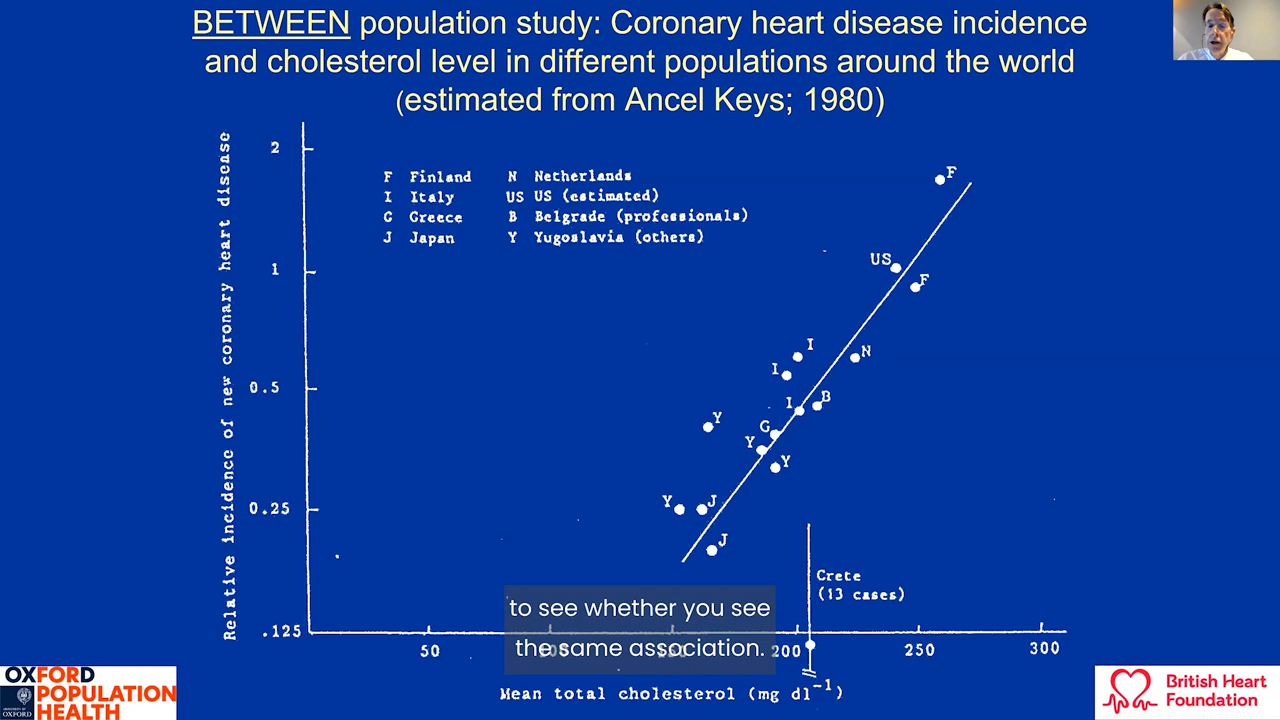 BETWEEN population study: Coronary heart disease incidence
and cholesterol level in different populations around the world
(estimated from Ancel Keys; 1980)
Relative incidence of new coronary heart disease
2
1
0.5
0.25
.125
F Finland N Netherlands
I Italy US US (estimated)
G Greece B Belgrade (professionals)
J Japan Y Yugoslavia (others)
F
US
F
I
N
I
I
B
Y
G
Y
Y
Y
J
J
Crete
(13 cases)
to see whether you see
the same association.
50 100 150 200 250 300
Mean total cholesterol (mg dl-1)
OXFORD
POPULATION
HEALTH
UNIVERSITY OF
OXFORD
British Heart
Foundation